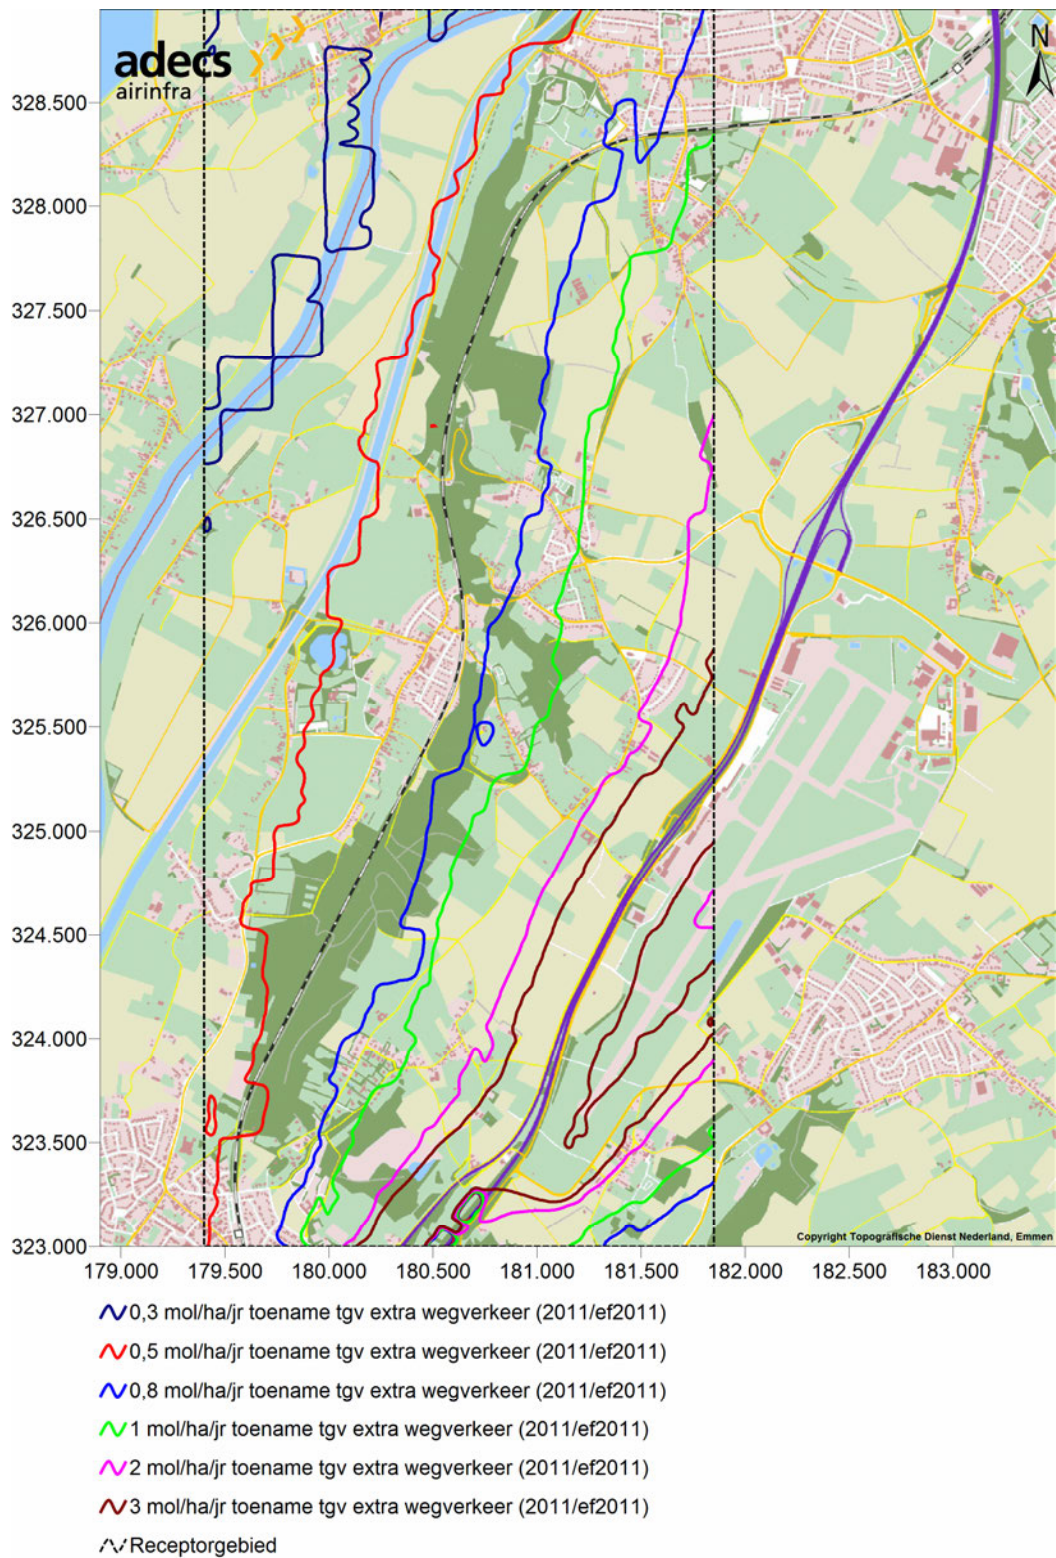 adecs
airinfra
N
328.500
328.000
327.500
327.000
326.500
326.000
325.500
325.000
324.500
324.000
323.500
323.000
Copyright Topografische Dienst Nederland, Emmen
179.000 179.500 180.000 180.500 181.000 181.500 182.000 182.500 183.000
0,3 mol/ha/jr toename tgv extra wegverkeer (2011/ef2011)
0,5 mol/ha/jr toename tgv extra wegverkeer (2011/ef2011)
0,8 mol/ha/jr toename tgv extra wegverkeer (2011/ef2011)
1 mol/ha/jr toename tgv extra wegverkeer (2011/ef2011)
2 mol/ha/jr toename tgv extra wegverkeer (2011/ef2011)
3 mol/ha/jr toename tgv extra wegverkeer (2011/ef2011)
Receptorgebied